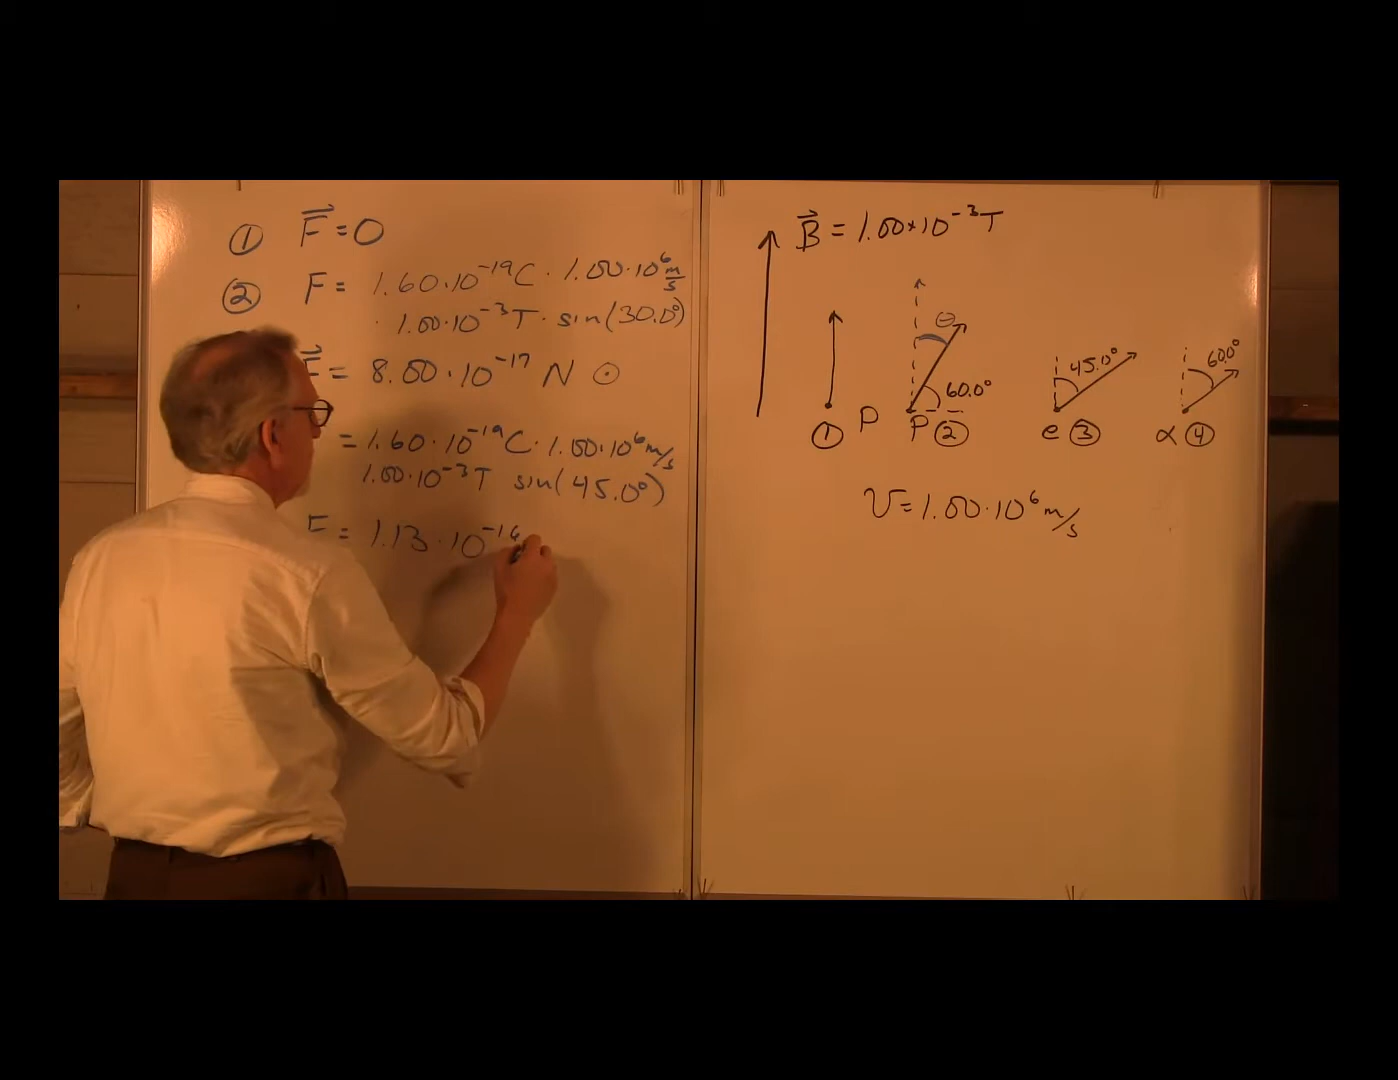 ① F⃗ = 0
② F = 1.60·10⁻¹⁹C · 1.00·10⁶ m/s
· 1.00·10⁻³T · sin(30.0°)
= 8.00·10⁻¹⁷ N ⊙
= 1.60·10⁻¹⁹C · 1.00·10⁶ m/s
1.00·10⁻³T sin(45.0°)
F = 1.13·10⁻¹⁶
B⃗ = 1.00×10⁻³T
θ
60.0°
45.0°
60.0°
① P P ② e ③ α ④
V = 1.00·10⁶ m/s